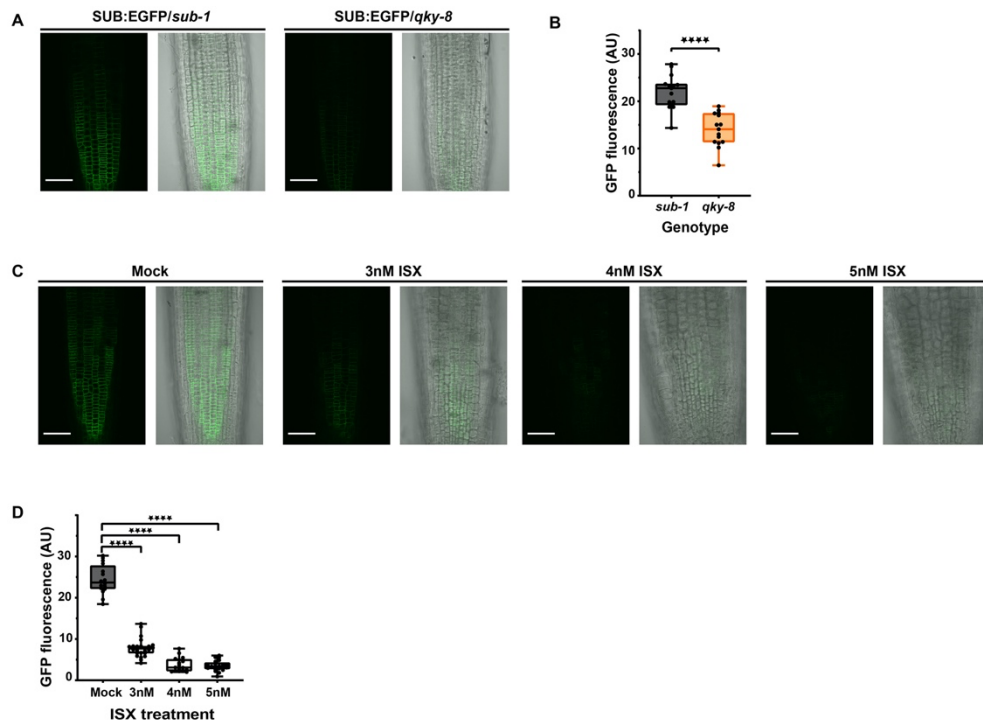 A
SUB:EGFP/sub-1
SUB:EGFP/qky-8
B
****
30
20
10
0
GFP fluorescence (AU)
sub-1
qky-8
Genotype
C
Mock
3nM ISX
4nM ISX
5nM ISX
D
****
****
****
30
20
10
0
GFP fluorescence (AU)
Mock
3nM
4nM
5nM
ISX treatment